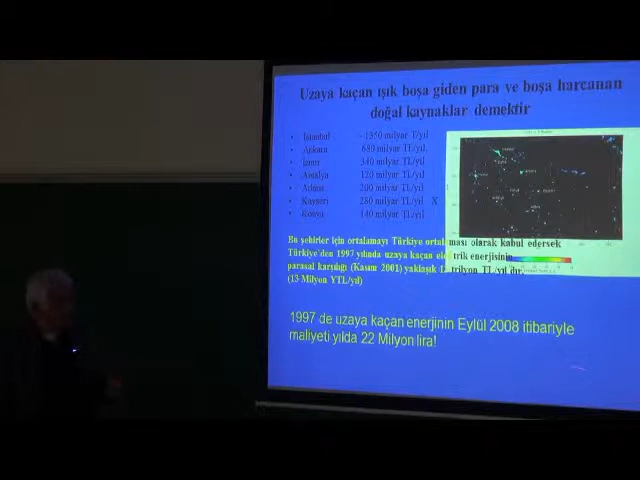 Uzaya kaçan ışık boşa giden para ve boşa harcanan
doğal kaynaklar demektir
• İstanbul ~1350 milyar T/yıl
• Ankara 680 milyar TL/yıl.
• İzmir 340 milyar TL/yıl
• Antalya 120 milyar TL/yıl
• Adana 200 milyar TL/yıl
• Kayseri 280 milyar TL/yıl X
• Konya 140 milyar TL/yıl
Bu şehirler için ortalamayı Türkiye ortalaması olarak kabul edersek
Türkiye'den 1997 yılında uzaya kaçan elektrik enerjisinin
parasal karşılığı (Kasım 2001) yaklaşık trilyon TL/yıl dır.
(13 Milyon YTL/yıl)
1997 de uzaya kaçan enerjinin Eylül 2008 itibariyle
maliyeti yılda 22 Milyon lira!